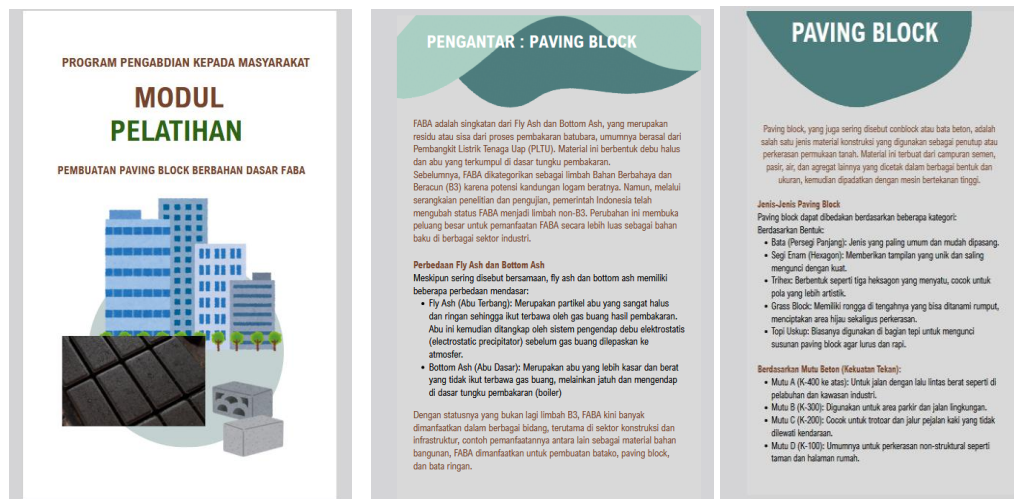 PROGRAM PENGABDIAN KEPADA MASYARAKAT
MODUL
PELATIHAN
PEMBUATAN PAVING BLOCK BERBAHAN DASAR FABA
PENGANTAR : PAVING BLOCK
FABA adalah singkatan dari Fly Ash dan Bottom Ash, yang merupakan
residu atau sisa dari proses pembakaran batubara, umumnya berasal dari
Pembangkit Listrik Tenaga Uap (PLTU). Material ini berbentuk debu halus
dan abu yang terkumpul di dasar tungku pembakaran.
Sebelumnya, FABA dikategorikan sebagai limbah Bahan Berbahaya dan
Beracun (B3) karena potensi kandungan logam beratnya. Namun, melalui
serangkaian penelitian dan pengujian, pemerintah Indonesia telah
mengubah status FABA menjadi limbah non-B3. Perubahan ini membuka
peluang besar untuk pemanfaatan FABA secara lebih luas sebagai bahan
baku di berbagai sektor industri.
Perbedaan Fly Ash dan Bottom Ash
Meskipun sering disebut bersamaan, fly ash dan bottom ash memiliki
beberapa perbedaan mendasar:
• Fly Ash (Abu Terbang): Merupakan partikel abu yang sangat halus
dan ringan sehingga ikut terbawa oleh gas buang hasil pembakaran.
Abu ini kemudian ditangkap oleh sistem pengendap debu elektrostatis
(electrostatic precipitator) sebelum gas buang dilepaskan ke
atmosfer.
• Bottom Ash (Abu Dasar): Merupakan abu yang lebih kasar dan berat
yang tidak ikut terbawa gas buang, melainkan jatuh dan mengendap
di dasar tungku pembakaran (boiler)
Dengan statusnya yang bukan lagi limbah B3, FABA kini banyak
dimanfaatkan dalam berbagai bidang, terutama di sektor konstruksi dan
infrastruktur, contoh pemanfaatannya antara lain sebagai material bahan
bangunan, FABA dimanfaatkan untuk pembuatan batako, paving block,
dan bata ringan.
PAVING BLOCK
Paving block, yang juga sering disebut conblock atau bata beton, adalah
salah satu jenis material konstruksi yang digunakan sebagai penutup atau
perkerasan permukaan tanah. Material ini terbuat dari campuran semen,
pasir, air, dan agregat lainnya yang dicetak dalam berbagai bentuk dan
ukuran, kemudian dipadatkan dengan mesin bertekanan tinggi.
Jenis-Jenis Paving Block
Paving block dapat dibedakan berdasarkan beberapa kategori:
Berdasarkan Bentuk:
• Bata (Persegi Panjang): Jenis yang paling umum dan mudah dipasang.
• Segi Enam (Hexagon): Memberikan tampilan yang unik dan saling
mengunci dengan kuat.
• Trihex: Berbentuk seperti tiga heksagon yang menyatu, cocok untuk
pola yang lebih artistik.
• Grass Block: Memiliki rongga di tengahnya yang bisa ditanami rumput,
menciptakan area hijau sekaligus perkerasan.
• Topi Uskup: Biasanya digunakan di bagian tepi untuk mengunci
susunan paving block agar lurus dan rapi.
Berdasarkan Mutu Beton (Kekuatan Tekan):
• Mutu A (K-400 ke atas): Untuk jalan dengan lalu lintas berat seperti di
pelabuhan dan kawasan industri.
• Mutu B (K-300): Digunakan untuk area parkir dan jalan lingkungan.
• Mutu C (K-200): Cocok untuk trotoar dan jalur pejalan kaki yang tidak
dilewati kendaraan.
• Mutu D (K-100): Umumnya untuk perkerasan non-struktural seperti
taman dan halaman rumah.